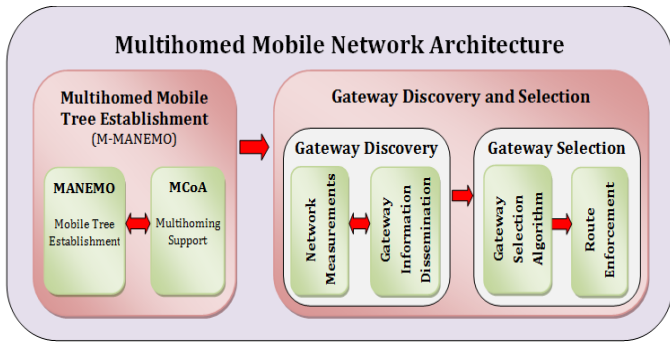 Multihomed Mobile Network Architecture
Multihomed Mobile
Tree Establishment
(M-MANEMO)
MANEMO
Mobile Tree
Establishment
MCoA
Multihoming
Support
Gateway Discovery and Selection
Gateway Discovery
Network
Measurements
Gateway
Information
Dissemination
Gateway Selection
Gateway
Selection
Algorithm
Route
Enforcement